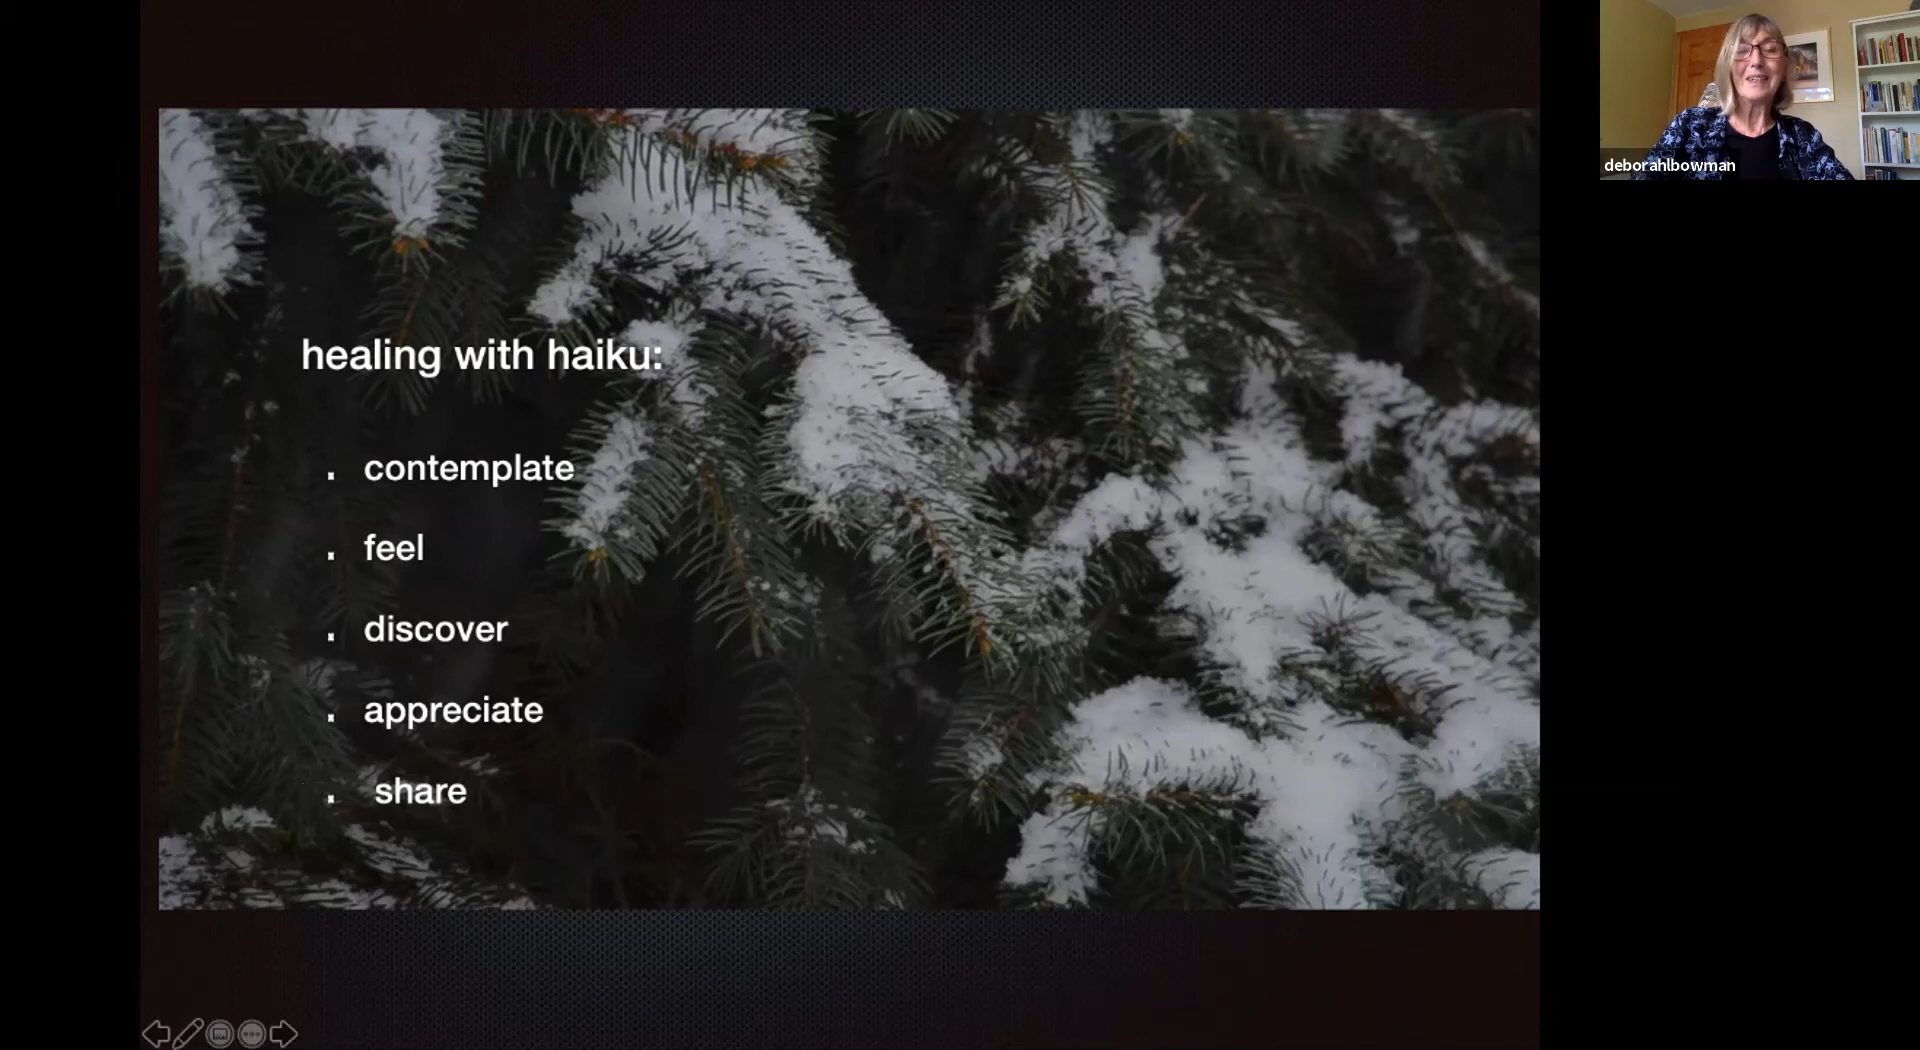 healing with haiku:
. contemplate
. feel
. discover
. appreciate
. share
deborahlbowman